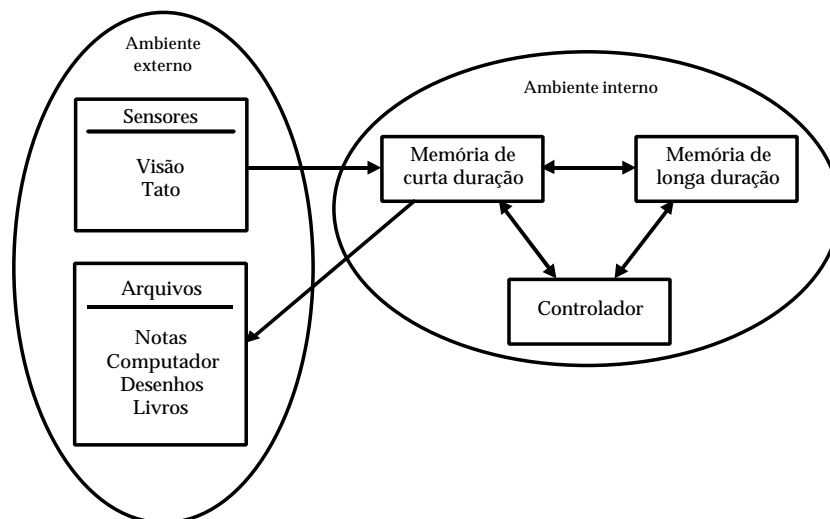 Ambiente
externo
Sensores
Visão
Tato
Arquivos
Notas
Computador
Desenhos
Livros
Ambiente interno
Memória de
curta duração
Memória de
longa duração
Controlador